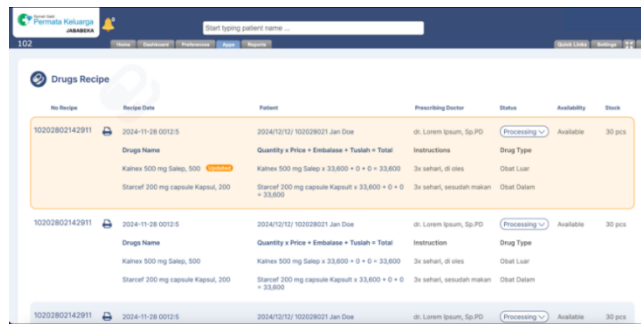 Rumah Sakit
Permata Keluarga
JABABEKA
Start typing patient name ...
102
Home Dashboard Preferences Apps Reports Quick Links Settings
Drugs Recipe
No Recipe Recipe Date Patient Prescribing Doctor Status Availability Stock
10202802142911 2024-11-28 0012:5 2024/12/12/ 102028021 Jan Doe dr. Lorem Ipsum, Sp.PD Processing Available 30 pcs
Drugs Name Quantity x Price + Embalase + Tuslah = Total Instructions Drug Type
Kalnex 500 mg Salep, 500 Updated Kalnex 500 mg Salep x 33,600 + 0 + 0 = 33,600 3x sehari, di oles Obat Luar
Starcef 200 mg capsule Kapsul, 200 Starcef 200 mg capsule Kapsult x 33,600 + 0 + 0 3x sehari, sesudah makan Obat Dalam
= 33,600
10202802142911 2024-11-28 0012:5 2024/12/12/ 102028021 Jan Doe dr. Lorem Ipsum, Sp.PD Processing Available 30 pcs
Drugs Name Quantity x Price + Embalase + Tuslah = Total Instruction Drug Type
Kalnex 500 mg Salep, 500 Kalnex 500 mg Salep x 33,600 + 0 + 0 = 33,600 3x sehari, di oles Obat Luar
Starcef 200 mg capsule Kapsul, 200 Starcef 200 mg capsule Kapsult x 33,600 + 0 + 0 3x sehari, sesudah makan Obat Dalam
= 33,600
10202802142911 2024-11-28 0012:5 2024/12/12/ 102028021 Jan Doe dr. Lorem Ipsum, Sp.PD Processing Available 30 pcs